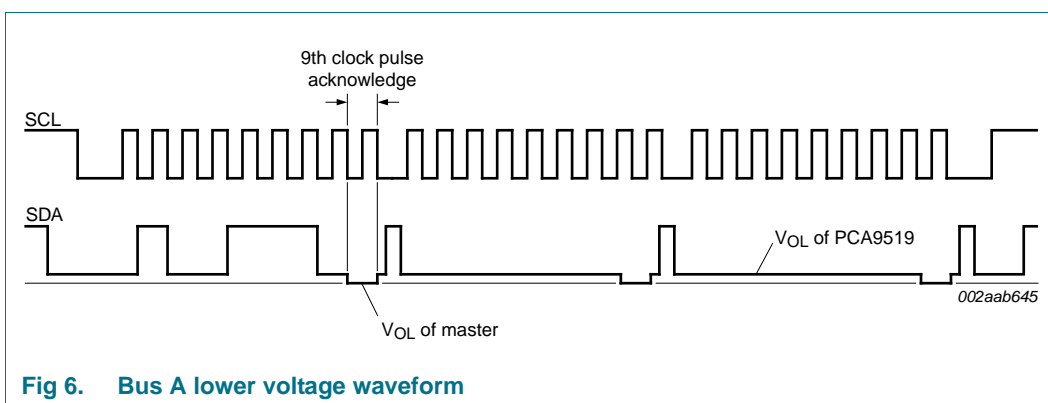 9th clock pulse
acknowledge
SCL
SDA
VOL of PCA9519
002aab645
VOL of master
Fig 6. Bus A lower voltage waveform